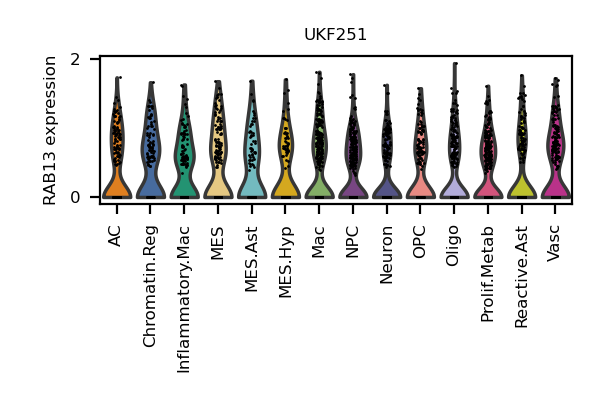 UKF251
RAB13 expression
2
0
AC
Chromatin.Reg
Inflammatory.Mac
MES
MES.Ast
MES.Hyp
Mac
NPC
Neuron
OPC
Oligo
Prolif.Metab
Reactive.Ast
Vasc